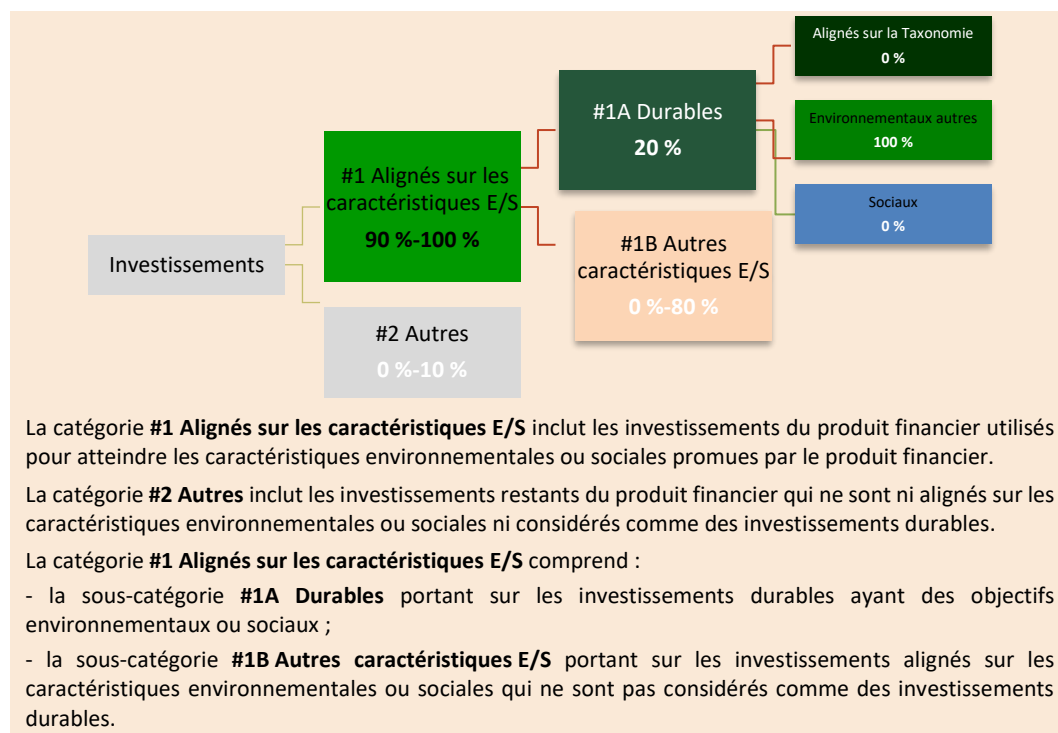 Alignés sur la Taxonomie
0 %
#1A Durables
20 %
Environnementaux autres
100 %
#1 Alignés sur les
caractéristiques E/S
90 %-100 %
Sociaux
0 %
Investissements
#1B Autres
caractéristiques E/S
0 %-80 %
#2 Autres
0 %-10 %
La catégorie #1 Alignés sur les caractéristiques E/S inclut les investissements du produit financier utilisés
pour atteindre les caractéristiques environnementales ou sociales promues par le produit financier.
La catégorie #2 Autres inclut les investissements restants du produit financier qui ne sont ni alignés sur les
caractéristiques environnementales ou sociales ni considérés comme des investissements durables.
La catégorie #1 Alignés sur les caractéristiques E/S comprend :
- la sous-catégorie #1A Durables portant sur les investissements durables ayant des objectifs
environnementaux ou sociaux ;
- la sous-catégorie #1B Autres caractéristiques E/S portant sur les investissements alignés sur les
caractéristiques environnementales ou sociales qui ne sont pas considérés comme des investissements
durables.